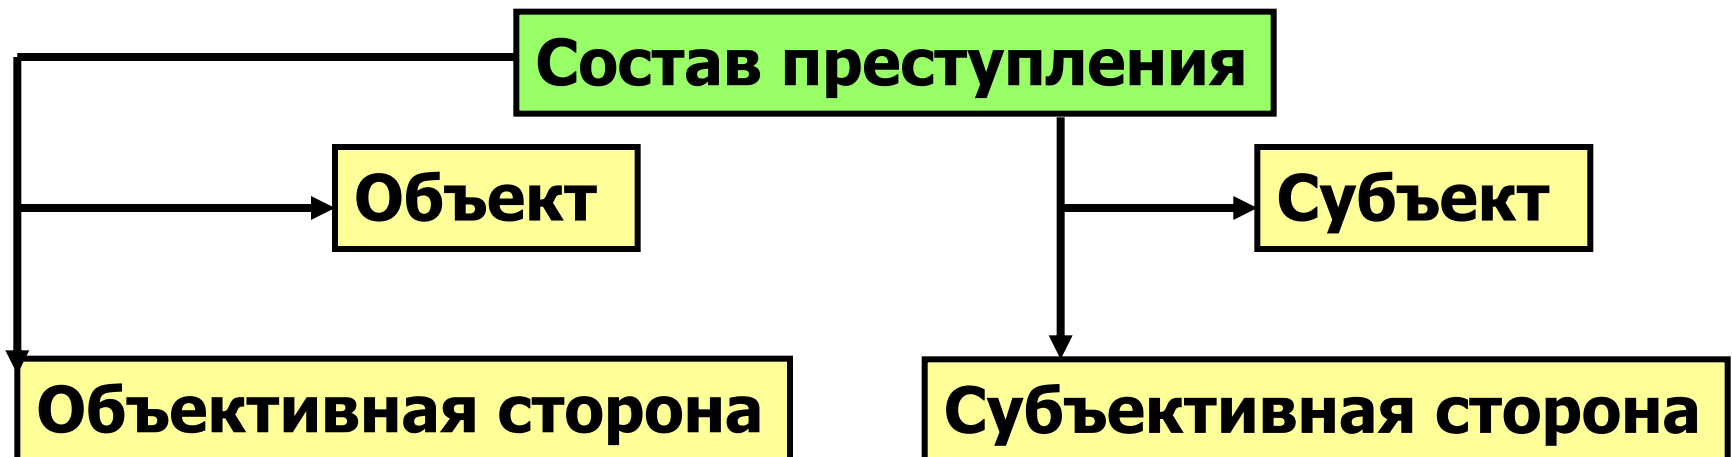 Состав преступления
Объект
Субъект
Объективная сторона
Субъективная сторона